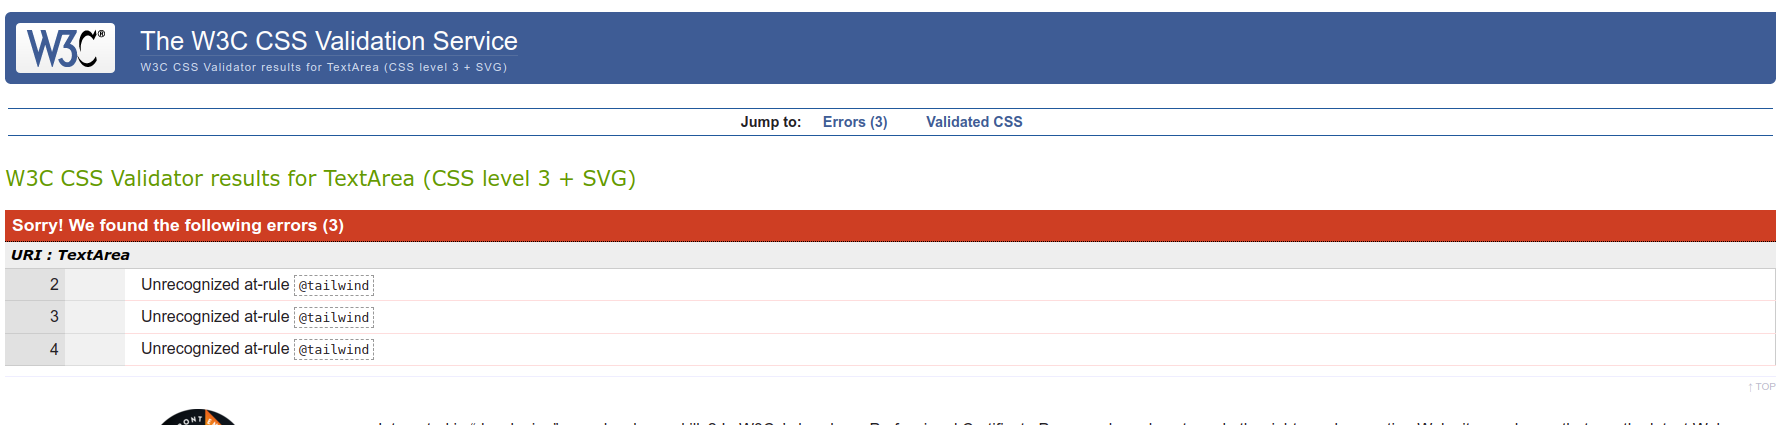 W3C®
The W3C CSS Validation Service
W3C CSS Validator results for TextArea (CSS level 3 + SVG)
Jump to: Errors (3) Validated CSS
W3C CSS Validator results for TextArea (CSS level 3 + SVG)
Sorry! We found the following errors (3)
URI : TextArea
2 Unrecognized at-rule @tailwind
3 Unrecognized at-rule @tailwind
4 Unrecognized at-rule @tailwind
↑ TOP